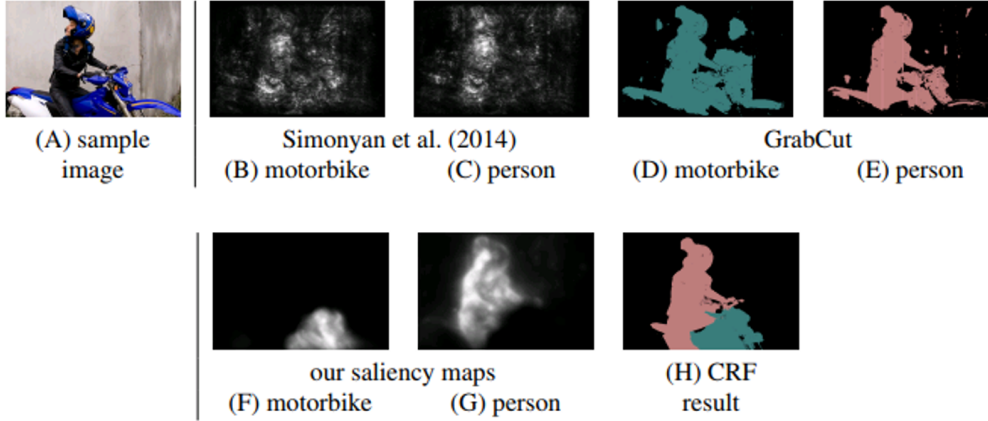 (A) sample
image
Simonyan et al. (2014)
(B) motorbike (C) person
GrabCut
(D) motorbike (E) person
our saliency maps
(F) motorbike (G) person
(H) CRF
result